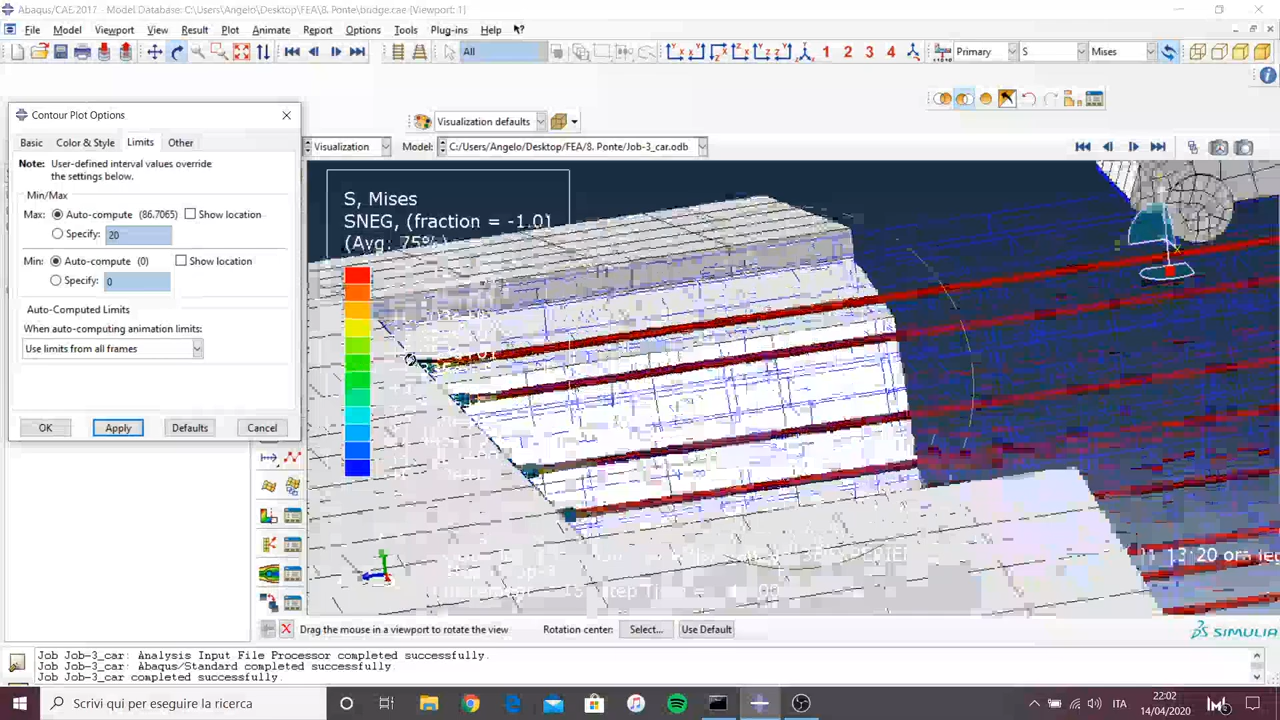 Abaqus/CAE 2017 - Model Database: C:\Users\Angelo\Desktop\FEA\8. Ponte\budge.cae [Viewport: 1]
File Model Viewport View Result Plot Animate Report Options Tools Plug-ins Help
All 1 2 3 4 Primary S Mises
Contour Plot Options
Visualization defaults
Basic Color & Style Limits Other
Visualization Model: C:/Users/Angelo/Desktop/FEA/8. Ponte/Job-3_car.odb
Note: User-defined interval values override
the settings below.
Min/Max
Max: Auto-compute (86.7065) Show location
Specify: 20
Min: Auto-compute (0) Show location
Specify: 0
Auto-Computed Limits
When auto-computing animation limits:
Use limits from all frames
OK Apply Defaults Cancel
S, Mises
SNEG, (fraction = -1.0)
(Avg: 75%)
13:20 ora leg
Drag the mouse in a viewport to rotate the view Rotation center: Select... Use Default
SIMULIA
Job Job-3_car: Analysis Input File Processor completed successfully.
Job Job-3_car: Abaqus/Standard completed successfully.
Job Job-3_car completed successfully.
Scrivi qui per eseguire la ricerca
ITA
22:02
14/04/2020